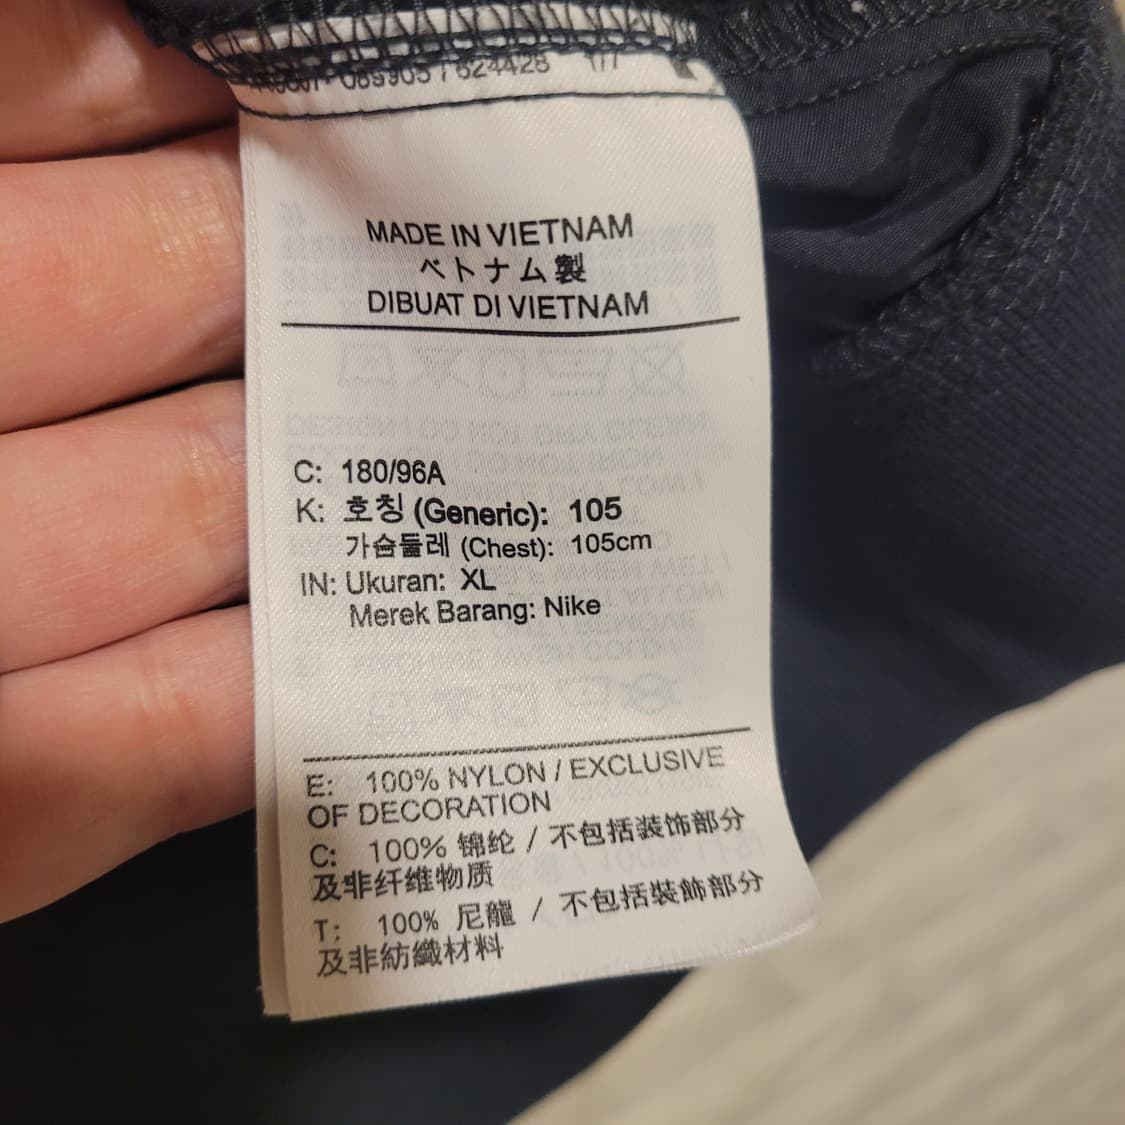 624428 1/7
MADE IN VIETNAM
ベトナム製
DIBUAT DI VIETNAM
C: 180/96A
K: 호칭 (Generic): 105
가슴둘레 (Chest): 105cm
IN: Ukuran: XL
Merek Barang: Nike
E: 100% NYLON / EXCLUSIVE
OF DECORATION
C: 100% 锦纶 / 不包括装饰部分
及非纤维物质
T: 100% 尼龍 / 不包括裝飾部分
及非紡織材料